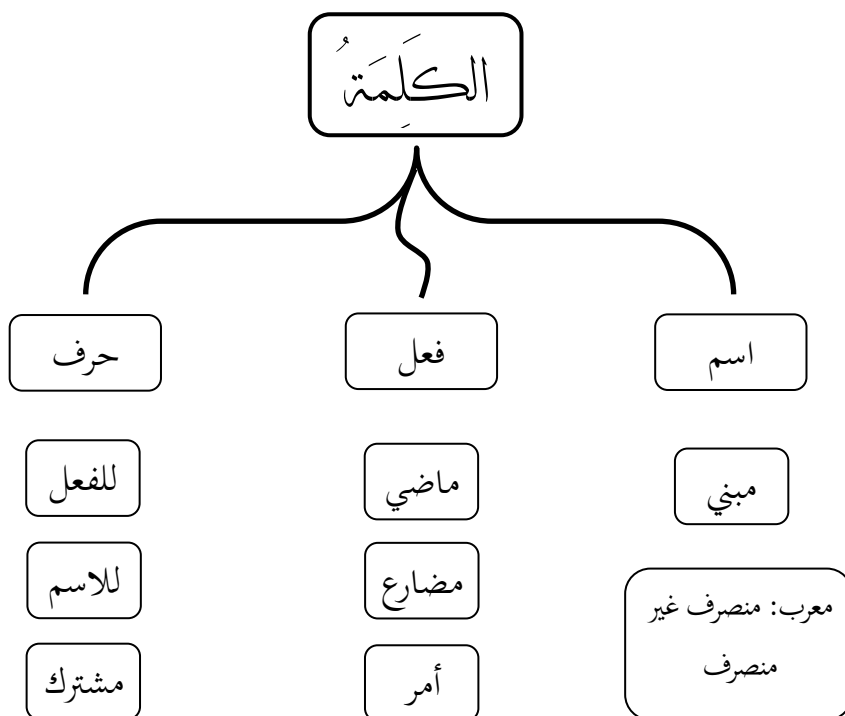 الكَلِمَةُ
اسم
فعل
حرف
مبني
ماضي
للفعل
معرب: منصرف غير
منصرف
مضارع
للاسم
أمر
مشترك